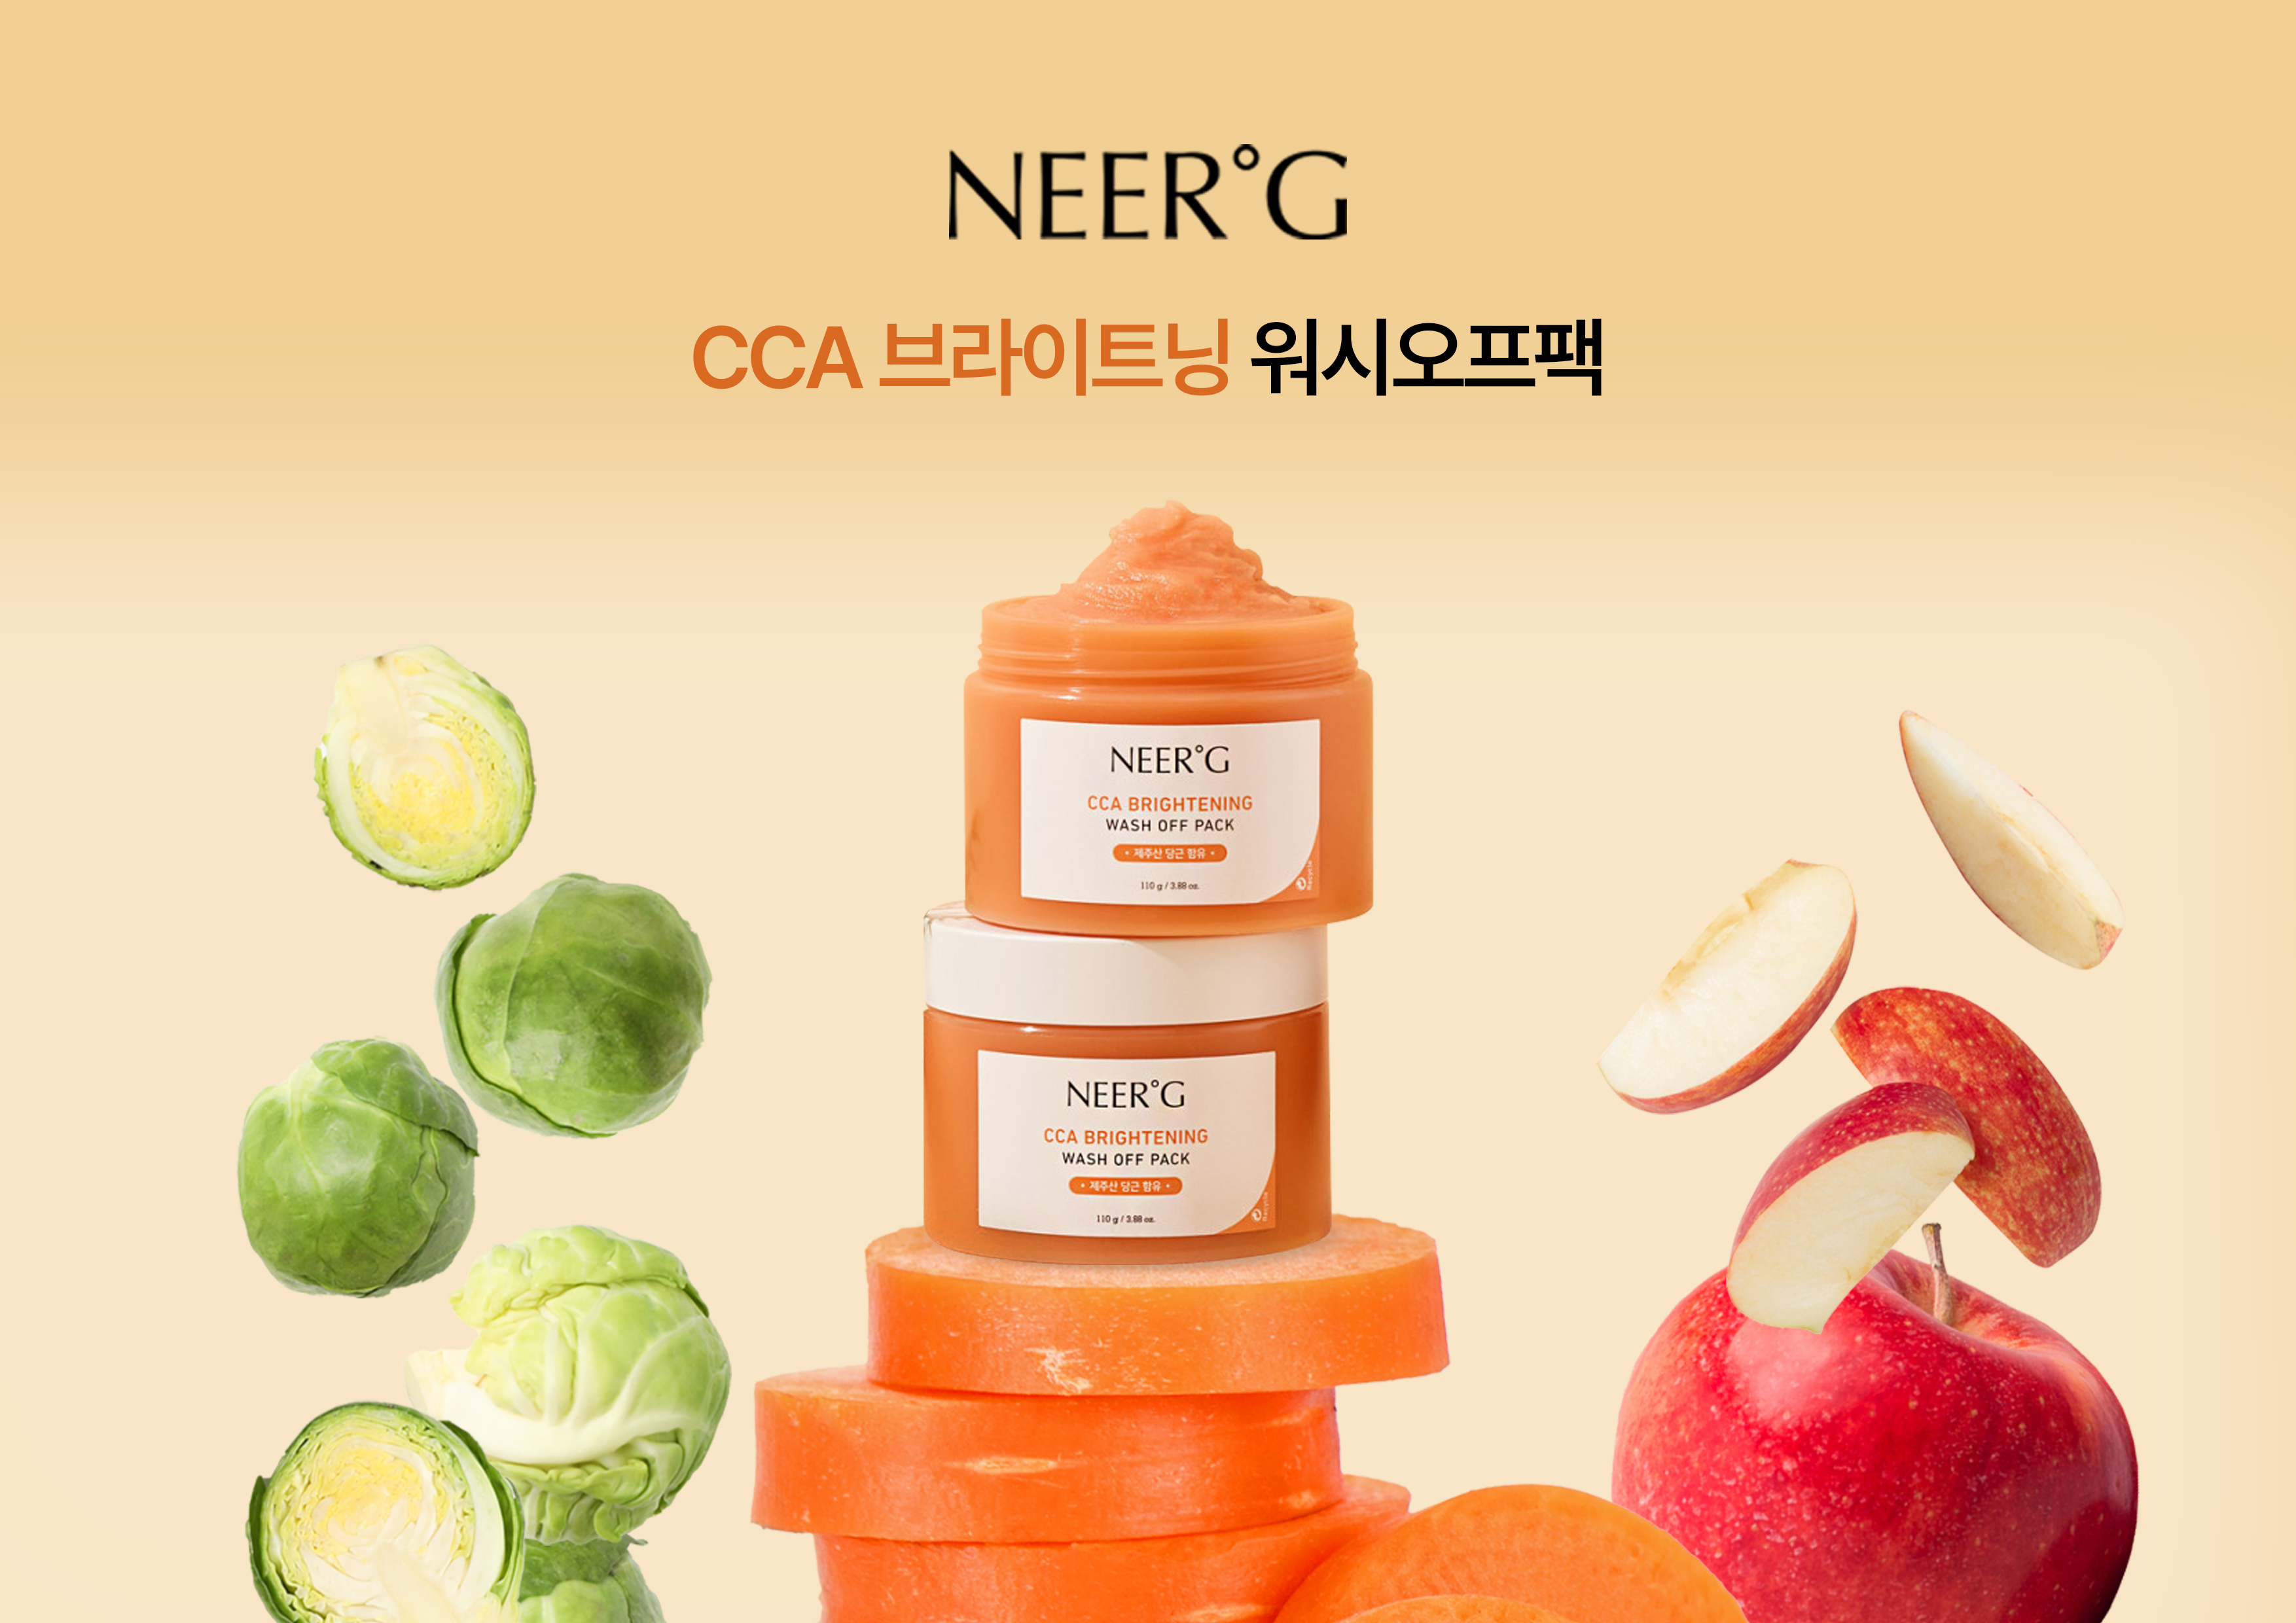 NEER°G
CCA 브라이트닝 워시오프팩
NEER°G
CCA BRIGHTENING
WASH OFF PACK
• 제주산 당근 함유 •
110 g / 3.88 oz.
Recycle
NEER°G
CCA BRIGHTENING
WASH OFF PACK
• 제주산 당근 함유 •
110 g / 3.88 oz.
Recycle